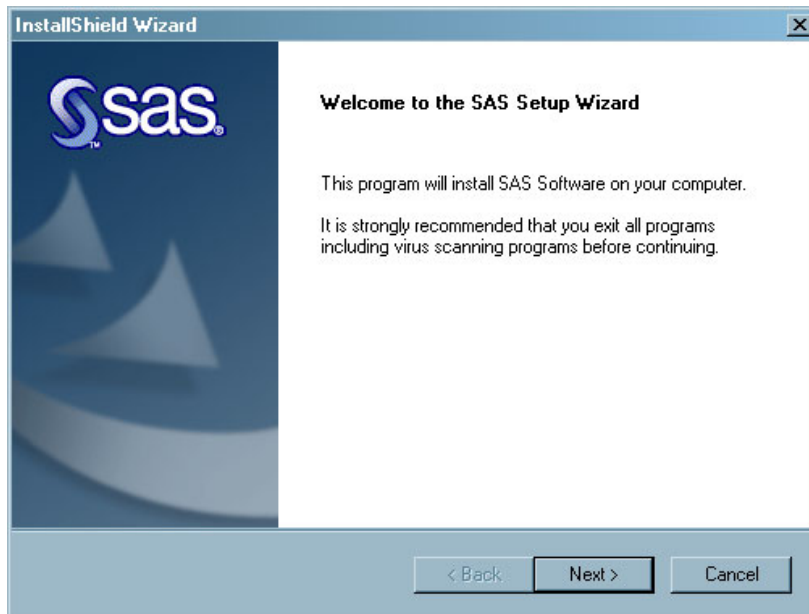 InstallShield Wizard
sas
TM
®
Welcome to the SAS Setup Wizard
This program will install SAS Software on your computer.
It is strongly recommended that you exit all programs
including virus scanning programs before continuing.
< Back
Next >
Cancel